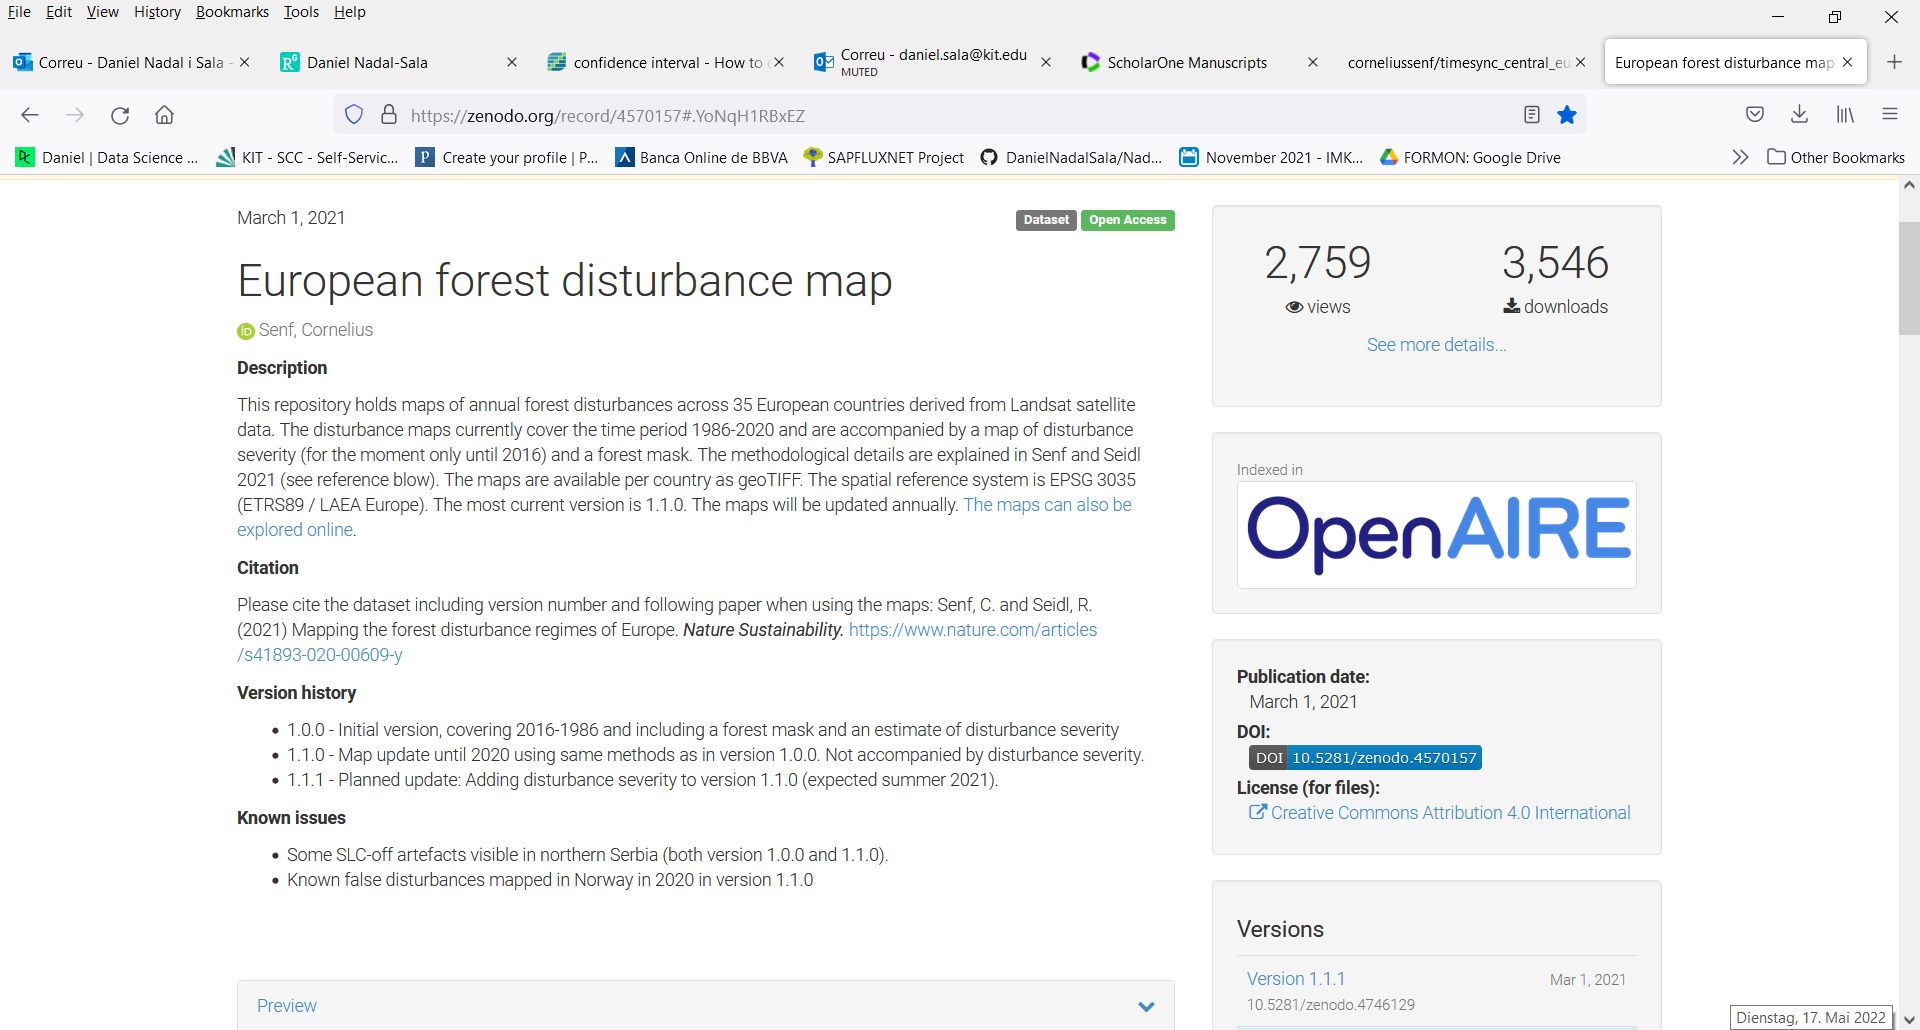 File Edit View History Bookmarks Tools Help
Correu - Daniel Nadal i Sala -
Daniel Nadal-Sala
confidence interval - How to
Correu - daniel.sala@kit.edu
MUTED
ScholarOne Manuscripts
corneliussenf/timesync_central_eu
European forest disturbance map
https://zenodo.org/record/4570157#.YoNqH1RBxEZ
Daniel | Data Science ...
KIT - SCC - Self-Servic...
Create your profile | P...
Banca Online de BBVA
SAPFLUXNET Project
DanielNadalSala/Nad...
November 2021 - IMK...
FORMON: Google Drive
Other Bookmarks
March 1, 2021
Dataset Open Access
European forest disturbance map
Senf, Cornelius
Description
This repository holds maps of annual forest disturbances across 35 European countries derived from Landsat satellite
data. The disturbance maps currently cover the time period 1986-2020 and are accompanied by a map of disturbance
severity (for the moment only until 2016) and a forest mask. The methodological details are explained in Senf and Seidl
2021 (see reference blow). The maps are available per country as geoTIFF. The spatial reference system is EPSG 3035
(ETRS89 / LAEA Europe). The most current version is 1.1.0. The maps will be updated annually. The maps can also be
explored online.
Citation
Please cite the dataset including version number and following paper when using the maps: Senf, C. and Seidl, R.
(2021) Mapping the forest disturbance regimes of Europe. Nature Sustainability. https://www.nature.com/articles
/s41893-020-00609-y
Version history
• 1.0.0 - Initial version, covering 2016-1986 and including a forest mask and an estimate of disturbance severity
• 1.1.0 - Map update until 2020 using same methods as in version 1.0.0. Not accompanied by disturbance severity.
• 1.1.1 - Planned update: Adding disturbance severity to version 1.1.0 (expected summer 2021).
Known issues
• Some SLC-off artefacts visible in northern Serbia (both version 1.0.0 and 1.1.0).
• Known false disturbances mapped in Norway in 2020 in version 1.1.0
Preview
2,759
views
3,546
downloads
See more details...
Indexed in
OpenAIRE
Publication date:
March 1, 2021
DOI:
DOI 10.5281/zenodo.4570157
License (for files):
Creative Commons Attribution 4.0 International
Versions
Version 1.1.1 Mar 1, 2021
10.5281/zenodo.4746129
Dienstag, 17. Mai 2022